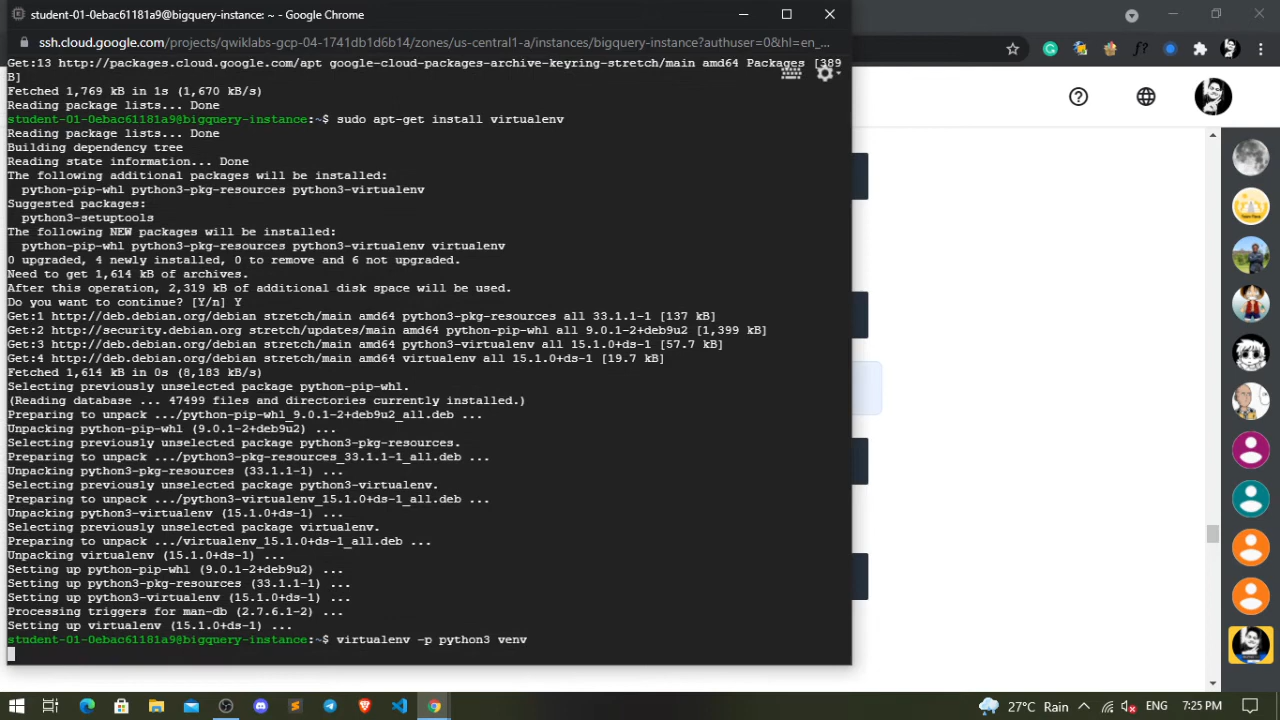 student-01-0ebac61181a9@bigquery-instance: ~ - Google Chrome
ssh.cloud.google.com/projects/qwiklabs-gcp-04-1741db1d6b14/zones/us-central1-a/instances/bigquery-instance?authuser=0&hl=en_...
Get:13 http://packages.cloud.google.com/apt google-cloud-packages-archive-keyring-stretch/main amd64 Packages [389
B]
Fetched 1,769 kB in 1s (1,670 kB/s)
Reading package lists... Done
student-01-0ebac61181a9@bigquery-instance:~$ sudo apt-get install virtualenv
Reading package lists... Done
Building dependency tree
Reading state information... Done
The following additional packages will be installed:
python-pip-whl python3-pkg-resources python3-virtualenv
Suggested packages:
python3-setuptools
The following NEW packages will be installed:
python-pip-whl python3-pkg-resources python3-virtualenv virtualenv
0 upgraded, 4 newly installed, 0 to remove and 6 not upgraded.
Need to get 1,614 kB of archives.
After this operation, 2,319 kB of additional disk space will be used.
Do you want to continue? [Y/n] Y
Get:1 http://deb.debian.org/debian stretch/main amd64 python3-pkg-resources all 33.1.1-1 [137 kB]
Get:2 http://security.debian.org stretch/updates/main amd64 python-pip-whl all 9.0.1-2+deb9u2 [1,399 kB]
Get:3 http://deb.debian.org/debian stretch/main amd64 python3-virtualenv all 15.1.0+ds-1 [57.7 kB]
Get:4 http://deb.debian.org/debian stretch/main amd64 virtualenv all 15.1.0+ds-1 [19.7 kB]
Fetched 1,614 kB in 0s (8,183 kB/s)
Selecting previously unselected package python-pip-whl.
(Reading database ... 47499 files and directories currently installed.)
Preparing to unpack .../python-pip-whl_9.0.1-2+deb9u2_all.deb ...
Unpacking python-pip-whl (9.0.1-2+deb9u2) ...
Selecting previously unselected package python3-pkg-resources.
Preparing to unpack .../python3-pkg-resources_33.1.1-1_all.deb ...
Unpacking python3-pkg-resources (33.1.1-1) ...
Selecting previously unselected package python3-virtualenv.
Preparing to unpack .../python3-virtualenv_15.1.0+ds-1_all.deb ...
Unpacking python3-virtualenv (15.1.0+ds-1) ...
Selecting previously unselected package virtualenv.
Preparing to unpack .../virtualenv_15.1.0+ds-1_all.deb ...
Unpacking virtualenv (15.1.0+ds-1) ...
Setting up python-pip-whl (9.0.1-2+deb9u2) ...
Setting up python3-pkg-resources (33.1.1-1) ...
Setting up python3-virtualenv (15.1.0+ds-1) ...
Processing triggers for man-db (2.7.6.1-2) ...
Setting up virtualenv (15.1.0+ds-1) ...
student-01-0ebac61181a9@bigquery-instance:~$ virtualenv -p python3 venv
27°C Rain ENG 7:25 PM